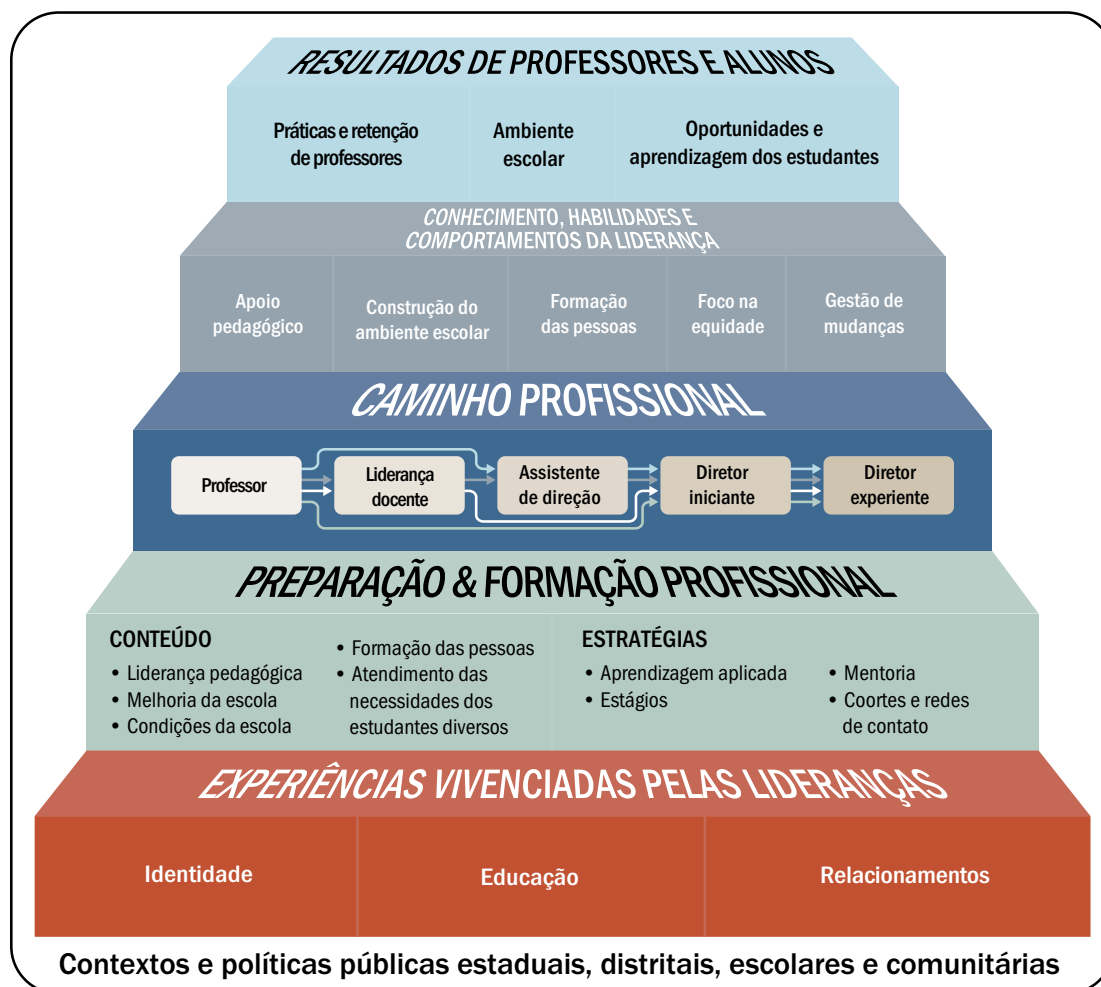 RESULTADOS DE PROFESSORES E ALUNOS
Práticas e retenção
de professores
Ambiente
escolar
Oportunidades e
aprendizagem dos estudantes
CONHECIMENTO, HABILIDADES E
COMPORTAMENTOS DA LIDERANÇA
Apoio
pedagógico
Construção do
ambiente escolar
Formação
das pessoas
Foco na
equidade
Gestão de
mudanças
CAMINHO PROFISSIONAL
Professor
Liderança
docente
Assistente
de direção
Diretor
iniciante
Diretor
experiente
PREPARAÇÃO & FORMAÇÃO PROFISSIONAL
CONTEÚDO
• Liderança pedagógica
• Melhoria da escola
• Condições da escola
• Formação das pessoas
• Atendimento das
necessidades dos
estudantes diversos
ESTRATÉGIAS
• Aprendizagem aplicada
• Estágios
• Mentoria
• Coortes e redes
de contato
EXPERIÊNCIAS VIVENCIADAS PELAS LIDERANÇAS
Identidade
Educação
Relacionamentos
Contextos e políticas públicas estaduais, distritais, escolares e comunitárias